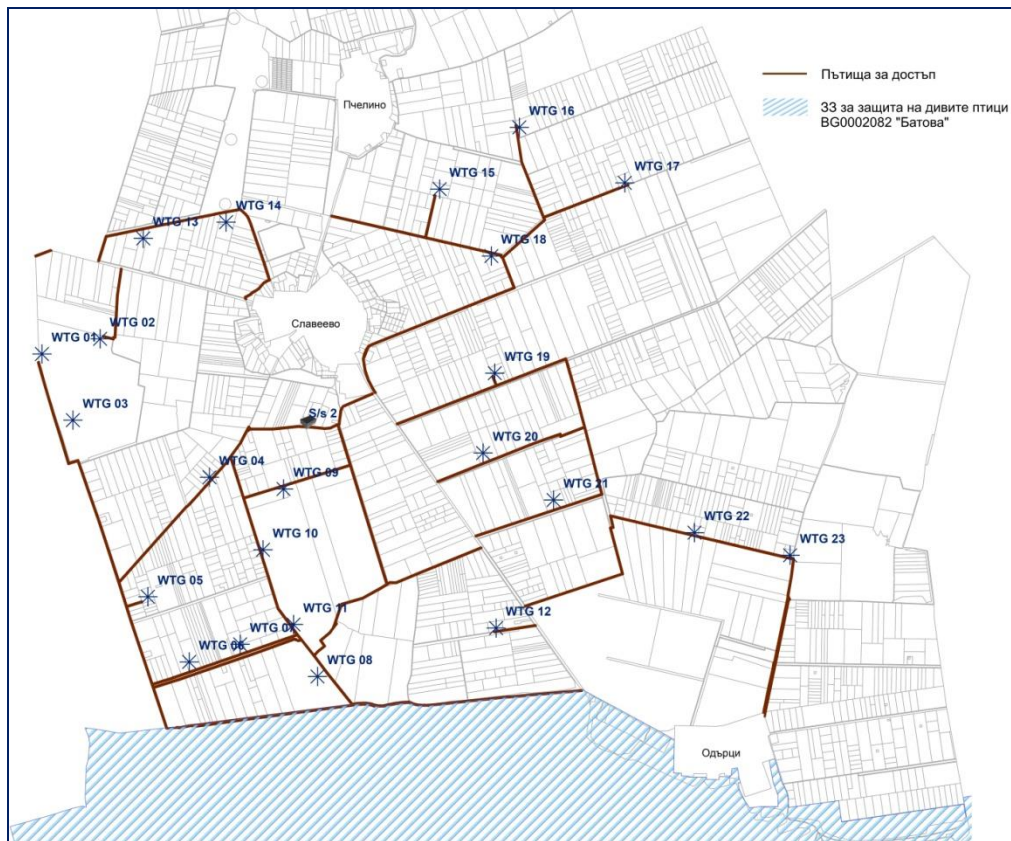 Пътища за достъп
ЗЗ за защита на дивите птици
BG0002082 "Батова"
Пчелино
WTG 16
WTG 15
WTG 17
WTG 14
WTG 13
WTG 18
WTG 02
Славеево
WTG 01
WTG 19
WTG 03
S/s 2
WTG 20
WTG 04
WTG 09
WTG 21
WTG 22
WTG 10
WTG 23
WTG 05
WTG 11
WTG 12
WTG 07
WTG 06
WTG 08
Одърци